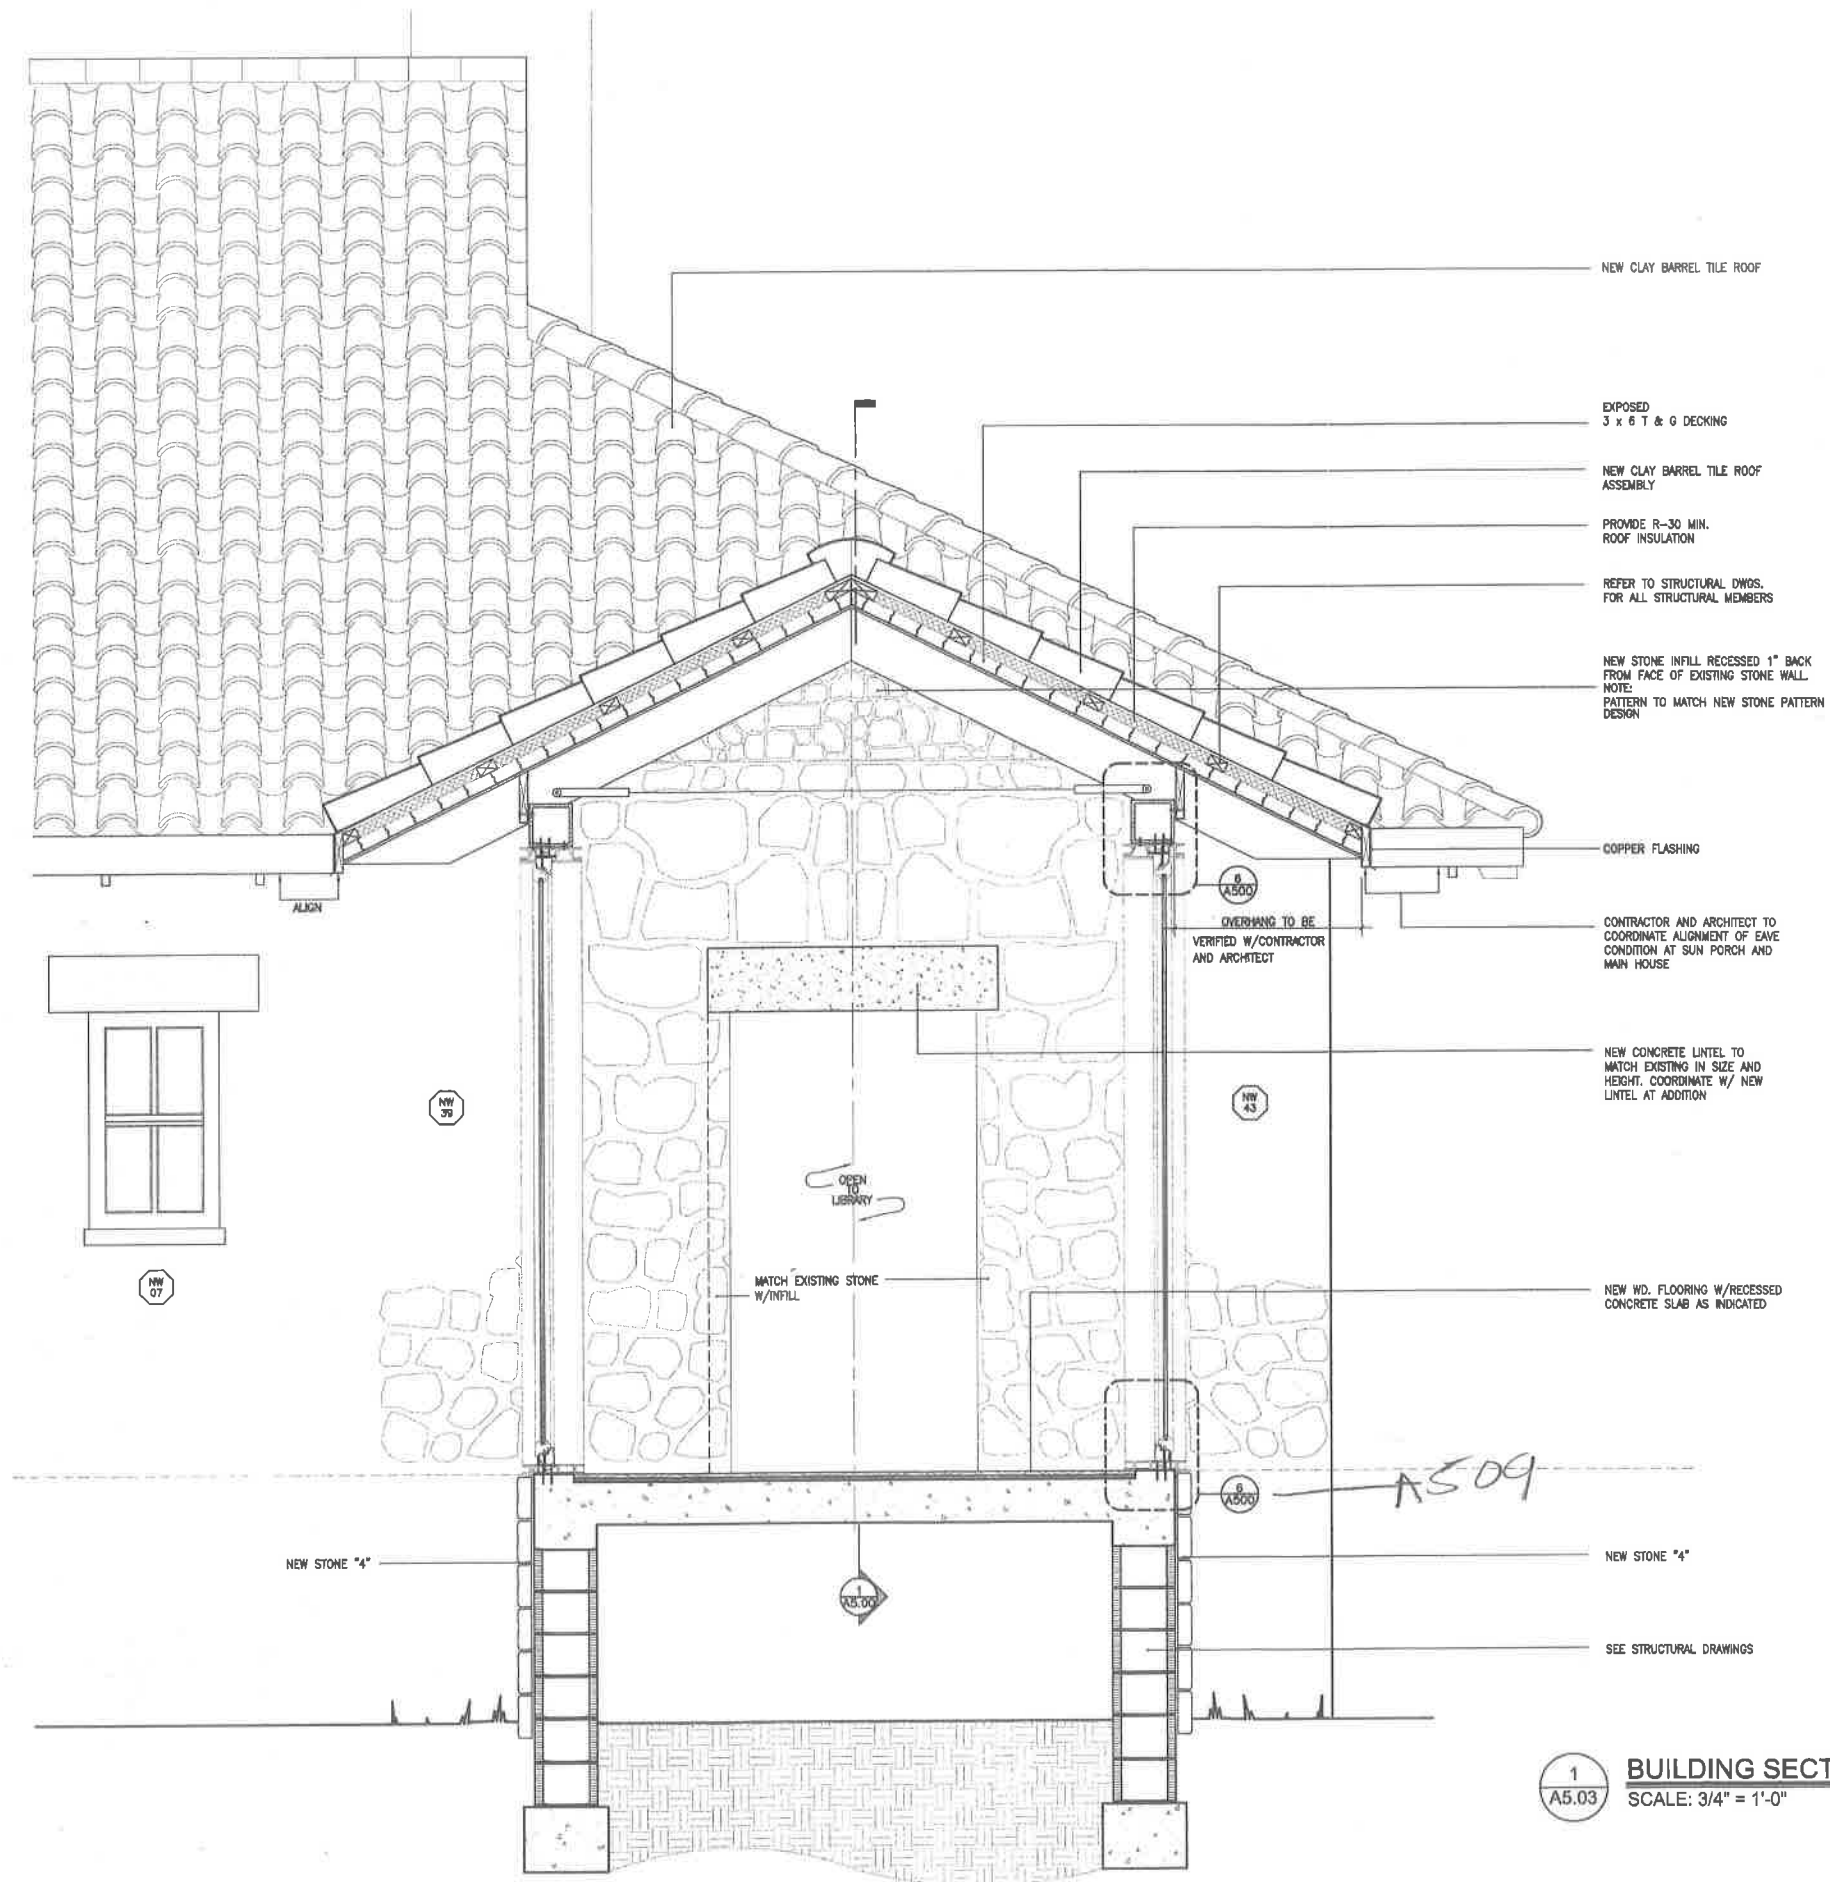 NEW CLAY BARREL TILE ROOF
EXPOSED
3 x 6 T & G DECKING
NEW CLAY BARREL TILE ROOF
ASSEMBLY
PROVIDE R-30 MIN.
ROOF INSULATION
REFER TO STRUCTURAL DWGS.
FOR ALL STRUCTURAL MEMBERS
NEW STONE INFILL RECESSED 1" BACK
FROM FACE OF EXISTING STONE WALL
NOTE:
PATTERN TO MATCH NEW STONE PATTERN
DESIGN
COPPER FLASHING
ALIGN
6
A500
OVERHANG TO BE
VERIFIED W/CONTRACTOR
AND ARCHITECT
CONTRACTOR AND ARCHITECT TO
COORDINATE ALIGNMENT OF EAVE
CONDITION AT SUN PORCH AND
MAIN HOUSE
NEW CONCRETE LINTEL TO
MATCH EXISTING IN SIZE AND
HEIGHT. COORDINATE W/ NEW
LINTEL AT ADDITION
NW
39
NW
43
OPEN
TO
LIBRARY
NW
07
MATCH EXISTING STONE
W/INFILL
NEW WD. FLOORING W/RECESSED
CONCRETE SLAB AS INDICATED
6
A500
A509
NEW STONE "4"
NEW STONE "4"
1
A5.00
SEE STRUCTURAL DRAWINGS
1
A5.03
BUILDING SECT
SCALE: 3/4" = 1'-0"